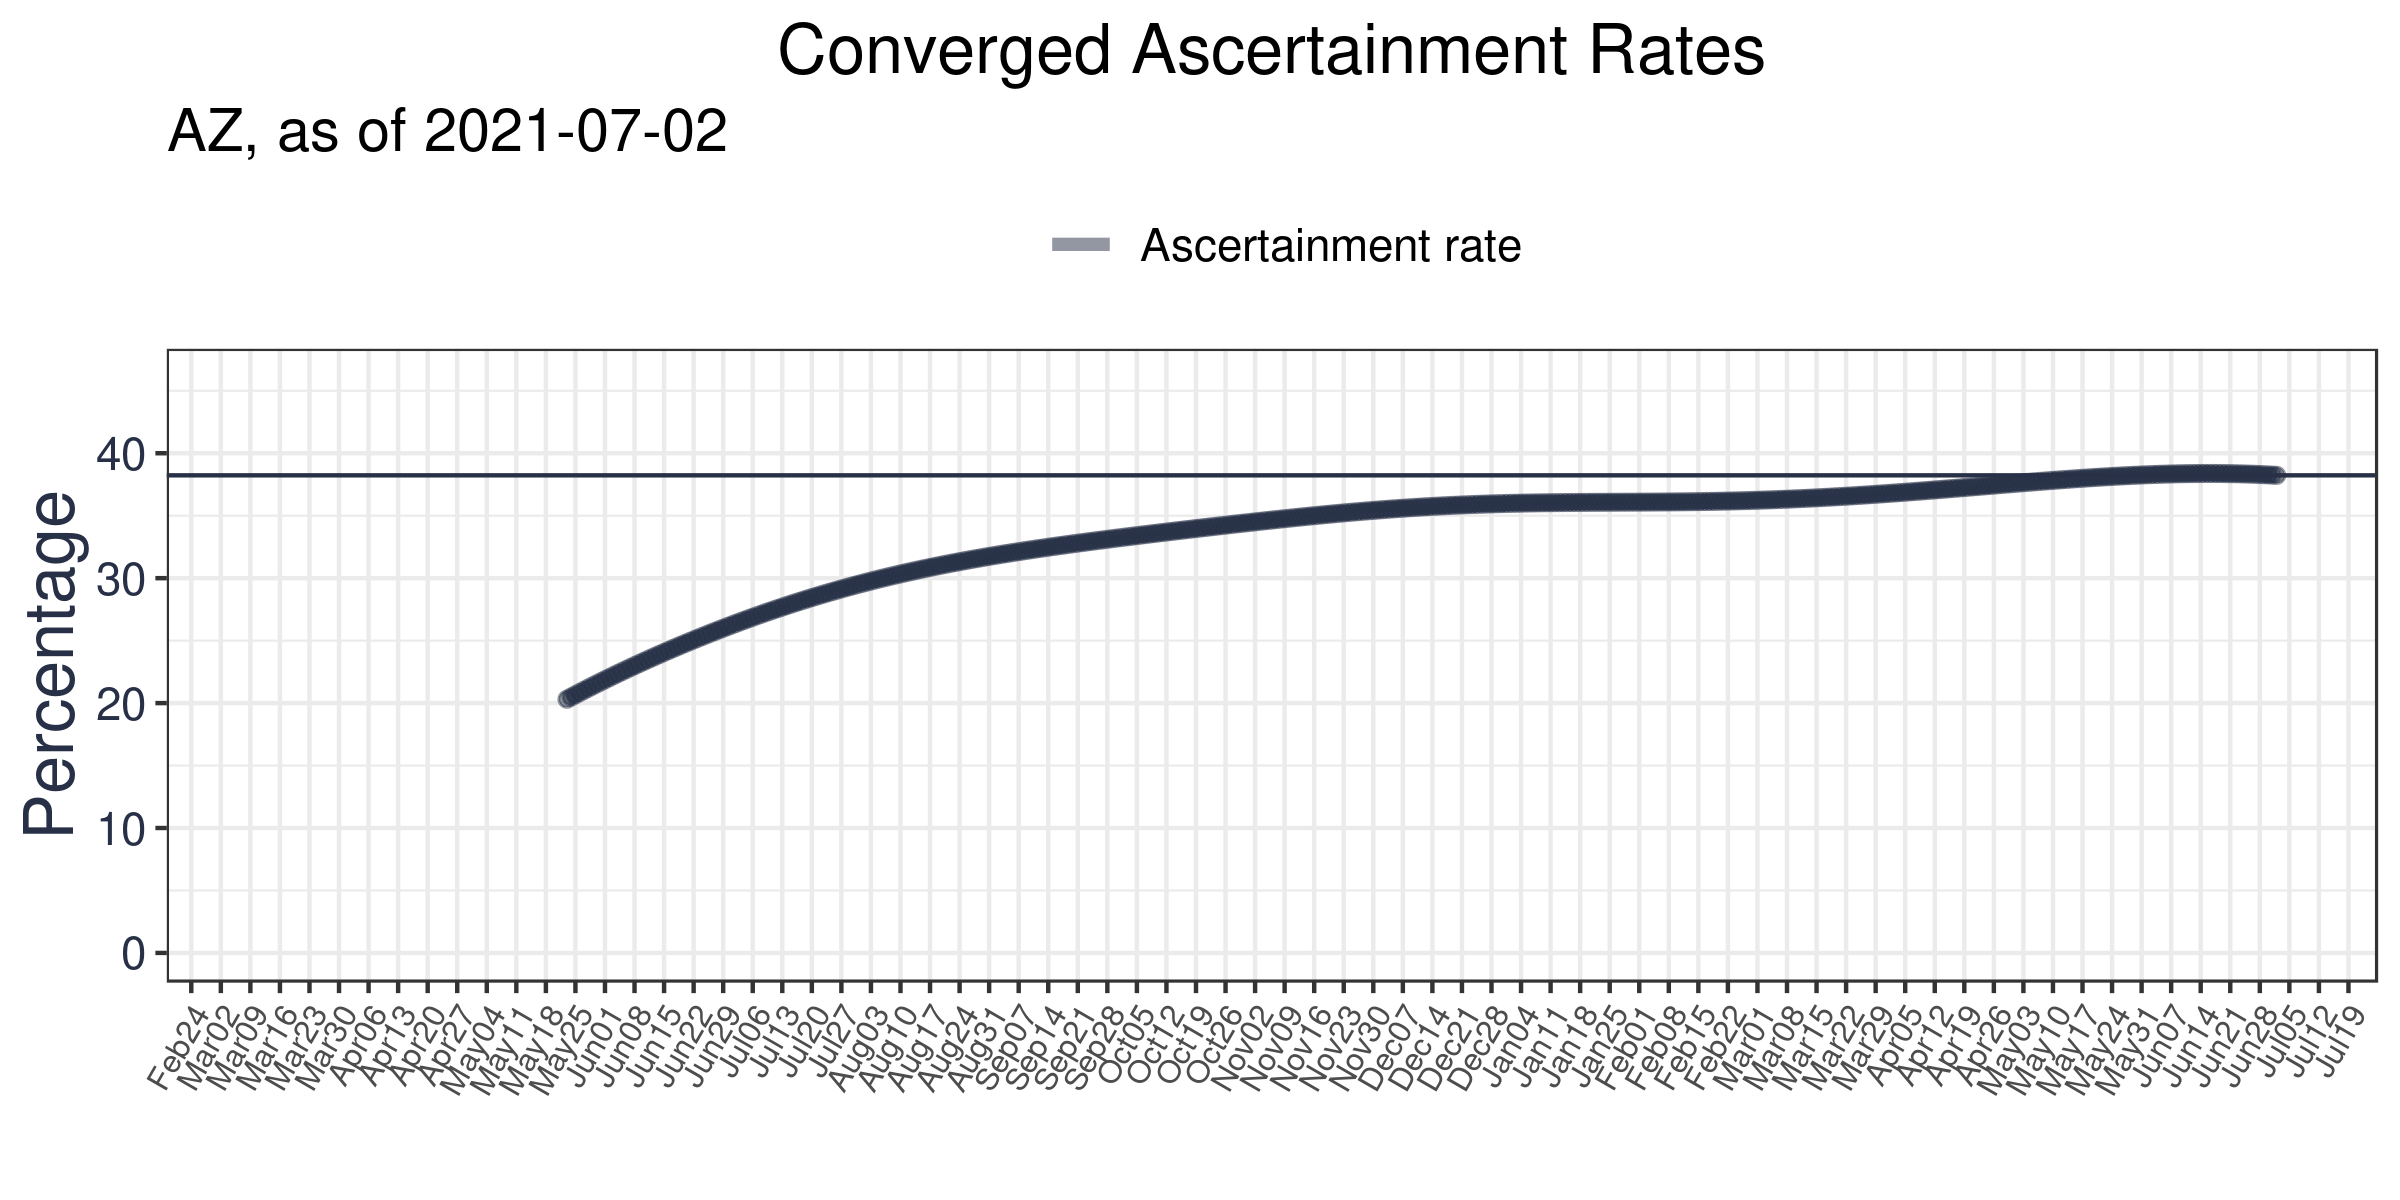 Converged Ascertainment Rates
AZ, as of 2021-07-02
Ascertainment rate
Percentage
40
30
20
10
0
Feb24 Mar02 Mar09 Mar16 Mar23 Mar30 Apr06 Apr13 Apr20 Apr27 May04 May11 May18 May25 Jun01 Jun08 Jun15 Jun22 Jun29 Jul06 Jul13 Jul20 Jul27 Aug03 Aug10 Aug17 Aug24 Aug31 Sep07 Sep14 Sep21 Sep28 Oct05 Oct12 Oct19 Oct26 Nov02 Nov09 Nov16 Nov23 Nov30 Dec07 Dec14 Dec21 Dec28 Jan04 Jan11 Jan18 Jan25 Feb01 Feb08 Feb15 Feb22 Mar01 Mar08 Mar15 Mar22 Mar29 Apr05 Apr12 Apr19 Apr26 May03 May10 May17 May24 May31 Jun07 Jun14 Jun21 Jun28 Jul05 Jul12 Jul19